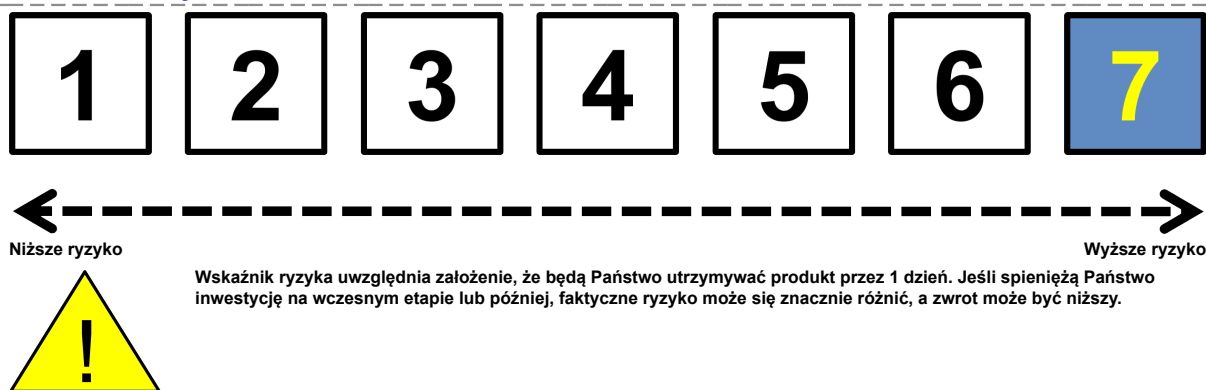 1 2 3 4 5 6 7
Niższe ryzyko Wyższe ryzyko
Wskaźnik ryzyka uwzględnia założenie, że będą Państwo utrzymywać produkt przez 1 dzień. Jeśli spieniężą Państwo
inwestycję na wczesnym etapie lub później, faktyczne ryzyko może się znacznie różnić, a zwrot może być niższy.
!